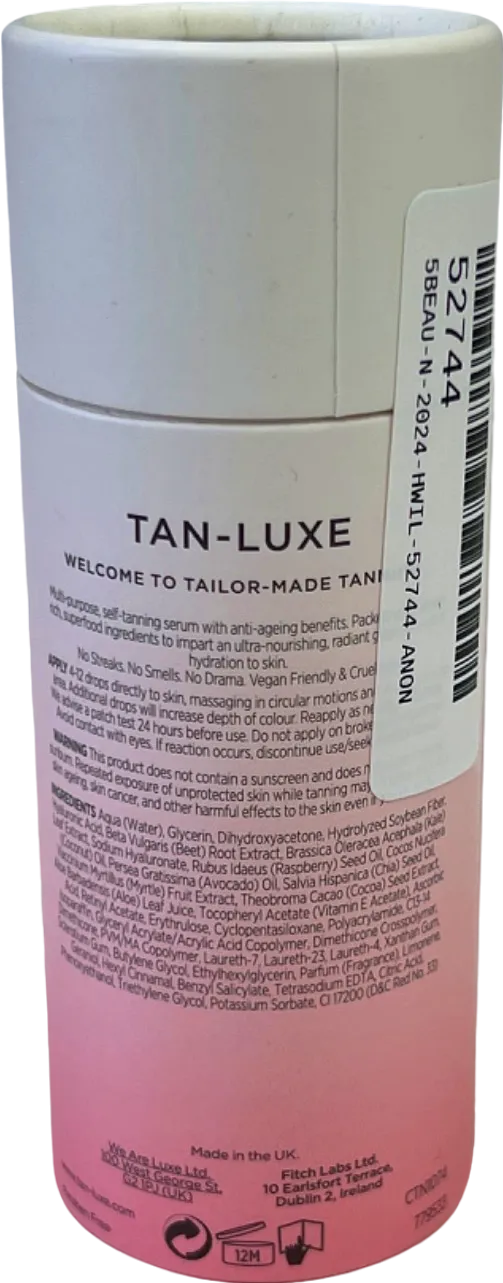 TAN-LUXE
WELCOME TO TAILOR-MADE TANN
Multi-purpose, self-tanning serum with anti-ageing benefits. Pack
rich, superfood ingredients to impart an ultra-nourishing, radiant g
hydration to skin.
No Streaks. No Smells. No Drama. Vegan Friendly & Cruel
APPLY 4-12 drops directly to skin, massaging in circular motions an
area. Additional drops will increase depth of colour. Reapply as ne
We advise a patch test 24 hours before use. Do not apply on broke
Avoid contact with eyes. If reaction occurs, discontinue use/seek
WARNING This product does not contain a sunscreen and does n
sunburn. Repeated exposure of unprotected skin while tanning may
skin ageing, skin cancer, and other harmful effects to the skin even if y
INGREDIENTS Aqua (Water), Glycerin, Dihydroxyacetone, Hydrolyzed Soybean Fiber,
Hyaluronic Acid, Beta Vulgaris (Beet) Root Extract, Brassica Oleracea Acephala (Kale)
Leaf Extract, Sodium Hyaluronate, Rubus Idaeus (Raspberry) Seed Oil, Cocos Nucifera
(Coconut) Oil, Persea Gratissima (Avocado) Oil, Salvia Hispanica (Chia) Seed Oil,
Vaccinium Myrtillus (Myrtle) Fruit Extract, Theobroma Cacao (Cocoa) Seed Extract,
Aloe Barbadensis (Aloe) Leaf Juice, Tocopheryl Acetate (Vitamin E Acetate), Ascorbic
Acid, Retinyl Acetate, Erythrulose, Cyclopentasiloxane, Polyacrylamide, C13-14
Isoparaffin, Glyceryl Acrylate/Acrylic Acid Copolymer, Dimethicone Crosspolymer,
Dimethicone, PVM/MA Copolymer, Laureth-7, Laureth-23, Laureth-4, Xanthan Gum,
Sclerotium Gum, Butylene Glycol, Ethylhexylglycerin, Parfum (Fragrance), Limonene,
Geraniol, Hexyl Cinnamal, Benzyl Salicylate, Tetrasodium EDTA, Citric Acid,
Phenoxyethanol, Triethylene Glycol, Potassium Sorbate, CI 17200 (D&C Red No. 33)
Made in the UK.
We Are Luxe Ltd,
100 West George St,
G2 1PJ (UK)
Fitch Labs Ltd.
10 Earlsfort Terrace,
Dublin 2, Ireland
www.tan-luxe.com
12M
CTN1074
52744
5BEAU-N-2024-HWIL-52744-ANON